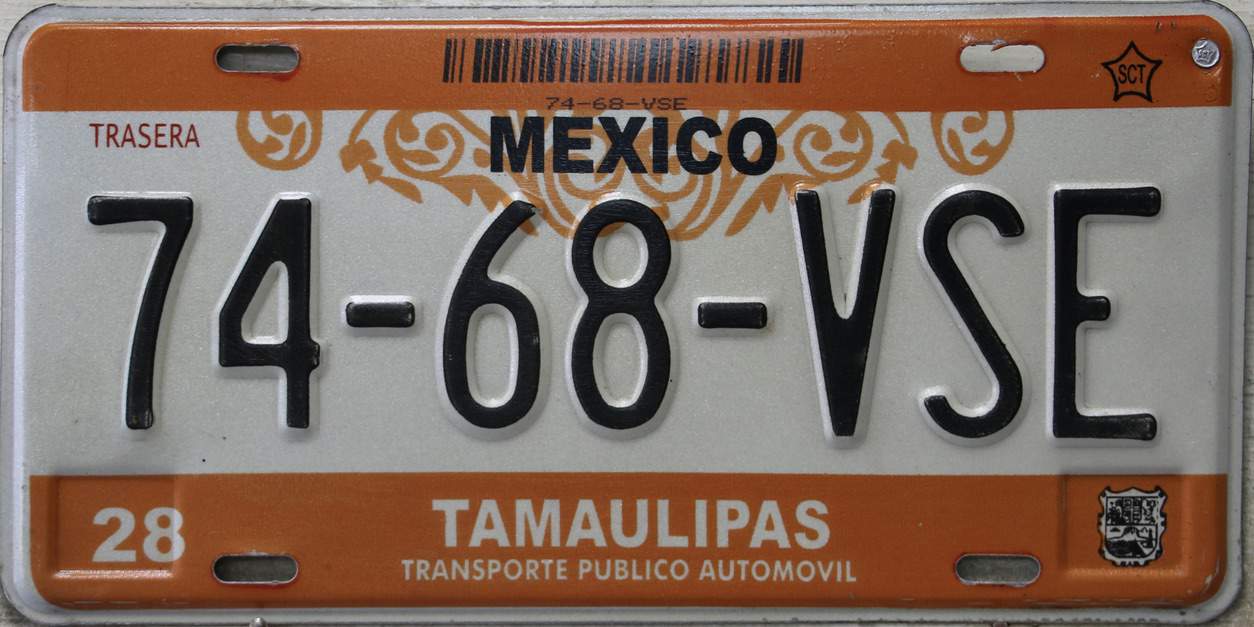 74-68-VSE
SCT
TRASERA
MEXICO
74-68-VSE
28
TAMAULIPAS
TRANSPORTE PUBLICO AUTOMOVIL